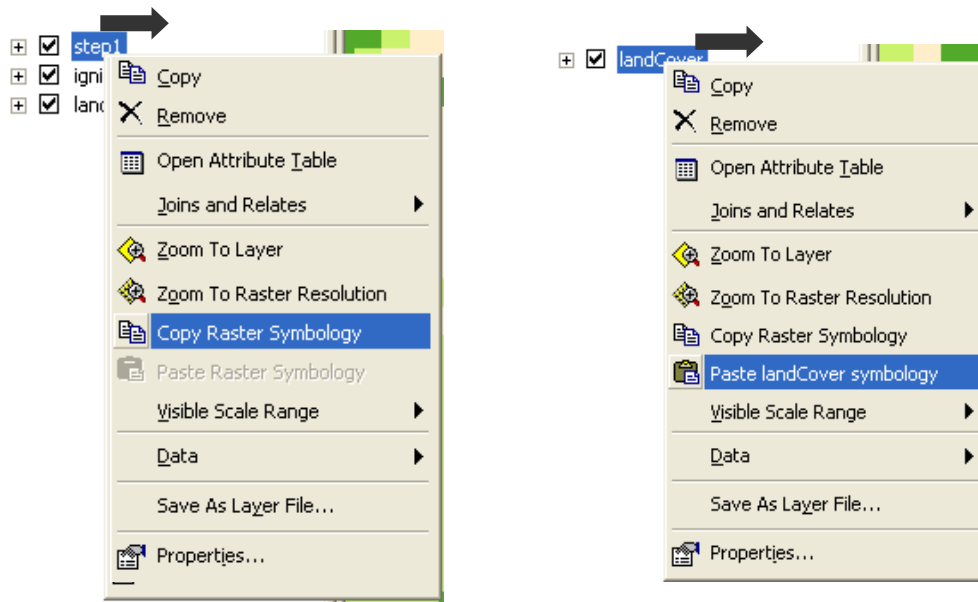 step1
igni
land
Copy
Remove
Open Attribute Table
Joins and Relates
Zoom To Layer
Zoom To Raster Resolution
Copy Raster Symbology
Paste Raster Symbology
Visible Scale Range
Data
Save As Layer File...
Properties...
landCover
Copy
Remove
Open Attribute Table
Joins and Relates
Zoom To Layer
Zoom To Raster Resolution
Copy Raster Symbology
Paste landCover symbology
Visible Scale Range
Data
Save As Layer File...
Properties...